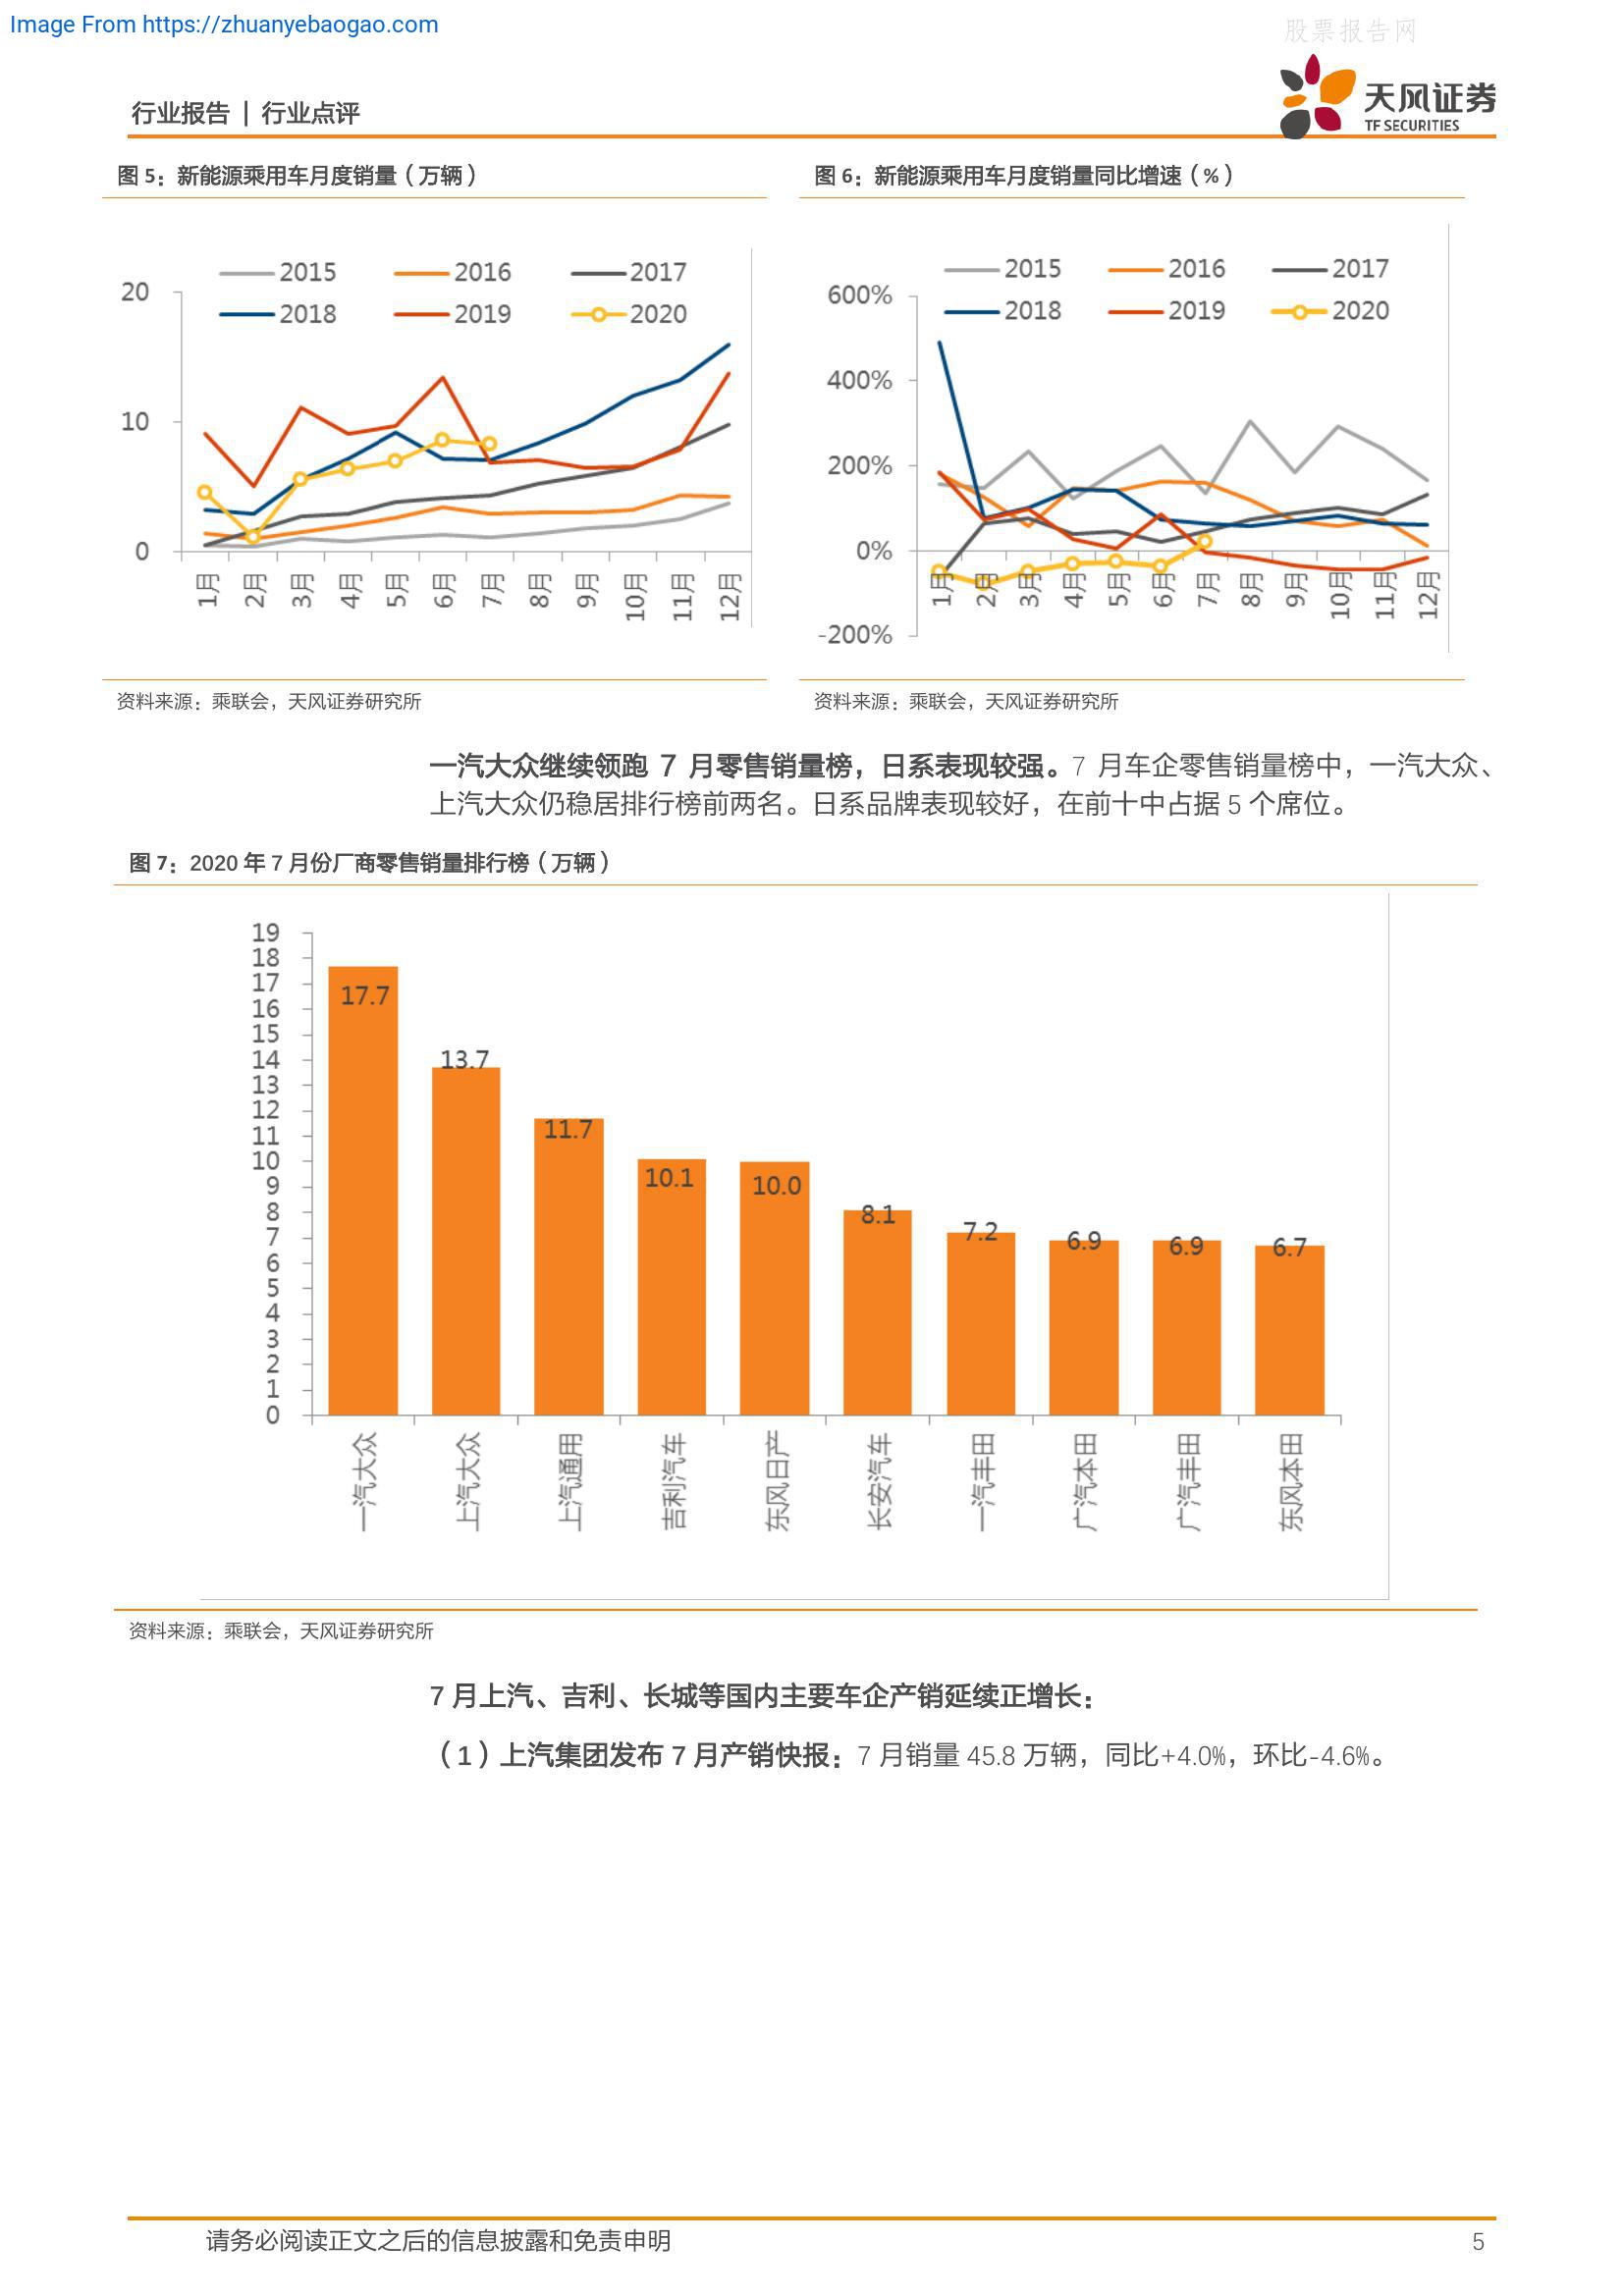 Image From https://zhuanyebaogao.com
股票报告网
天风证券
TF SECURITIES
行业报告 | 行业点评
图 5：新能源乘用车月度销量（万辆）
2015 2016 2017
2018 2019 2020
20
10
0
1月 2月 3月 4月 5月 6月 7月 8月 9月 10月 11月 12月
资料来源：乘联会，天风证券研究所
图 6：新能源乘用车月度销量同比增速（%）
2015 2016 2017
2018 2019 2020
600%
400%
200%
0%
-200%
1月 2月 3月 4月 5月 6月 7月 8月 9月 10月 11月 12月
资料来源：乘联会，天风证券研究所
一汽大众继续领跑 7 月零售销量榜，日系表现较强。7 月车企零售销量榜中，一汽大众、
上汽大众仍稳居排行榜前两名。日系品牌表现较好，在前十中占据 5 个席位。
图 7：2020 年 7 月份厂商零售销量排行榜（万辆）
19
18
17
16
15
14
13
12
11
10
9
8
7
6
5
4
3
2
1
0
17.7 13.7 11.7 10.1 10.0 8.1 7.2 6.9 6.9 6.7
一汽大众 上汽大众 上汽通用 吉利汽车 东风日产 长安汽车 一汽丰田 广汽本田 广汽丰田 东风本田
资料来源：乘联会，天风证券研究所
7 月上汽、吉利、长城等国内主要车企产销延续正增长：
（1）上汽集团发布 7 月产销快报：7 月销量 45.8 万辆，同比+4.0%，环比-4.6%。
请务必阅读正文之后的信息披露和免责申明
5